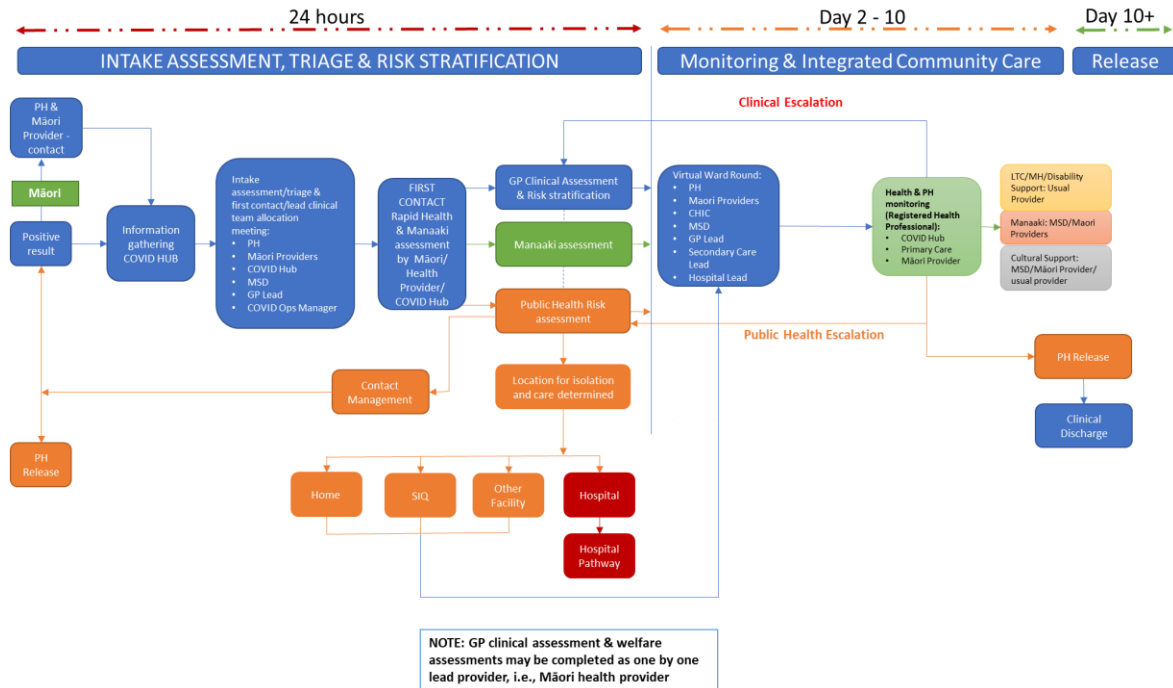 24 hours
Day 2 - 10
Day 10+
INTAKE ASSESSMENT, TRIAGE & RISK STRATIFICATION
Monitoring & Integrated Community Care
Release
PH &
Māori
Provider -
contact
Māori
Positive
result
Information
gathering
COVID HUB
Intake
assessment/triage &
first contact/lead clinical
team allocation
meeting:
• PH
• Māori Providers
• COVID Hub
• MSD
• GP Lead
• COVID Ops Manager
FIRST
CONTACT
Rapid Health
& Manaaki
assessment
by Māori/
Health
Provider/
COVID Hub
GP Clinical Assessment
& Risk stratification
Manaaki assessment
Public Health Risk
assessment
Location for isolation
and care determined
Contact
Management
PH
Release
Home
SIQ
Other
Facility
Hospital
Hospital
Pathway
Clinical Escalation
Virtual Ward Round:
• PH
• Maori Providers
• CHIC
• MSD
• GP Lead
• Secondary Care
Lead
• Hospital Lead
Health & PH
monitoring
(Registered Health
Professional):
• COVID Hub
• Primary Care
• Māori Provider
LTC/MH/Disability
Support: Usual
Provider
Manaaki: MSD/Maori
Providers
Cultural Support:
MSD/Māori Provider/
usual provider
Public Health Escalation
PH Release
Clinical
Discharge
NOTE: GP clinical assessment & welfare
assessments may be completed as one by one
lead provider, i.e., Māori health provider